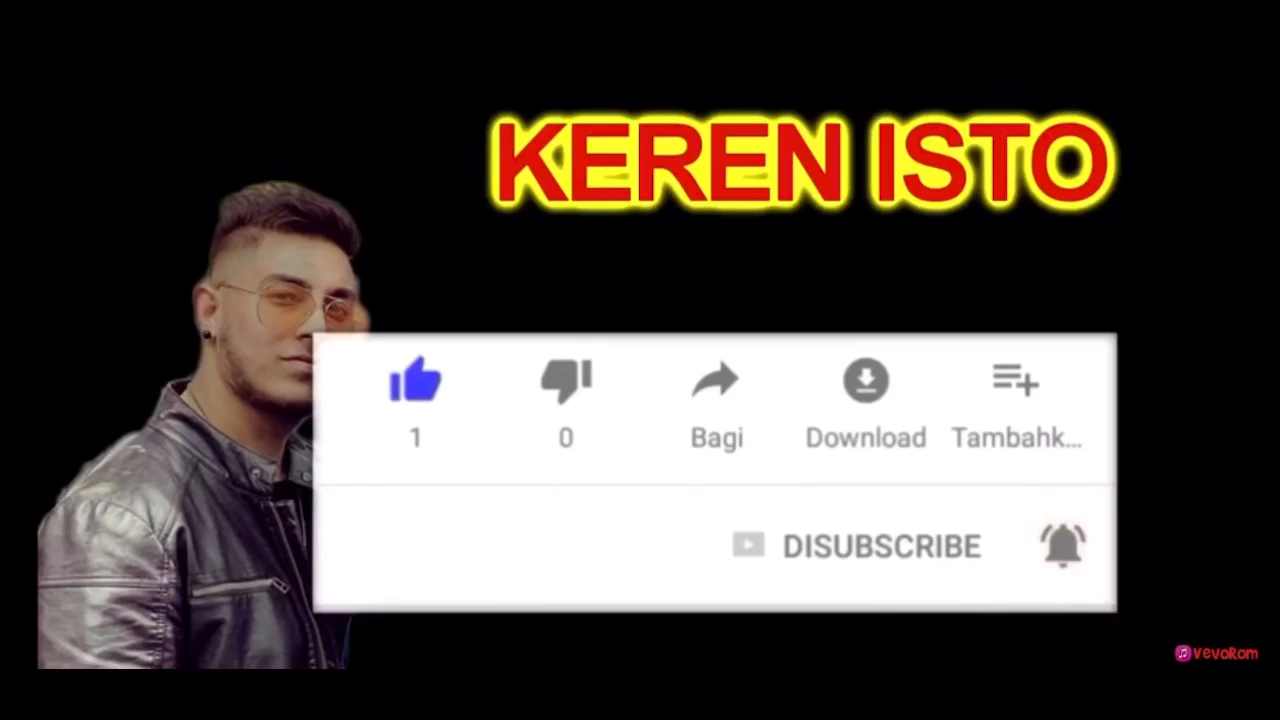 KEREN ISTO
1
0
Bagi
Download
Tambahk...
DISUBSCRIBE
VevoRom